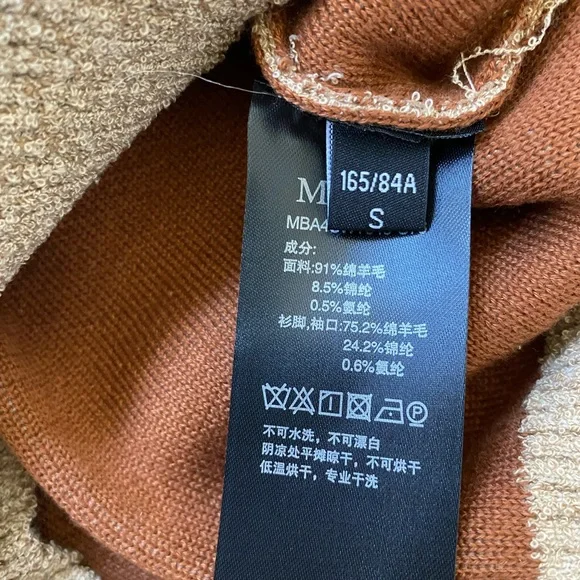 165/84A
S
成分:
面料:91%绵羊毛
8.5%锦纶
0.5%氨纶
衫脚,袖口:75.2%绵羊毛
24.2%锦纶
0.6%氨纶
不可水洗，不可漂白
阴凉处平摊晾干，不可烘干
低温烘干，专业干洗